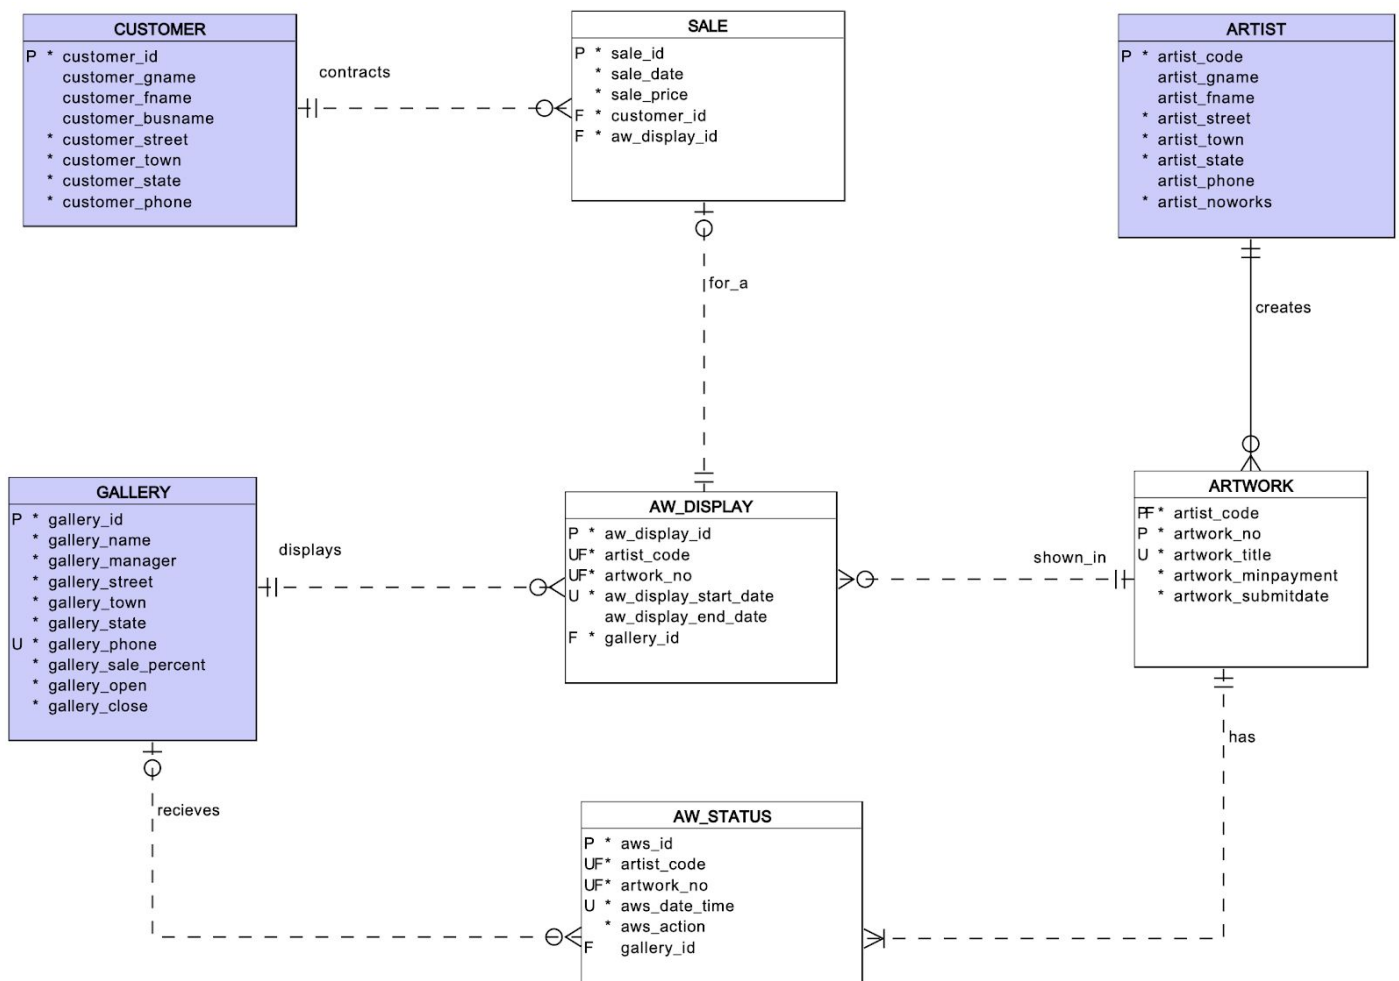 CUSTOMER
P * customer_id
customer_gname
customer_fname
customer_busname
* customer_street
* customer_town
* customer_state
* customer_phone
contracts
SALE
P * sale_id
* sale_date
* sale_price
F * customer_id
F * aw_display_id
ARTIST
P * artist_code
artist_gname
artist_fname
* artist_street
* artist_town
* artist_state
artist_phone
* artist_noworks
for_a
creates
GALLERY
P * gallery_id
* gallery_name
* gallery_manager
* gallery_street
* gallery_town
* gallery_state
U * gallery_phone
* gallery_sale_percent
* gallery_open
* gallery_close
displays
AW_DISPLAY
P * aw_display_id
UF* artist_code
UF* artwork_no
U * aw_display_start_date
aw_display_end_date
F * gallery_id
shown_in
ARTWORK
PF * artist_code
P * artwork_no
U * artwork_title
* artwork_minpayment
* artwork_submitdate
has
recieves
AW_STATUS
P * aws_id
UF* artist_code
UF* artwork_no
U * aws_date_time
* aws_action
F gallery_id